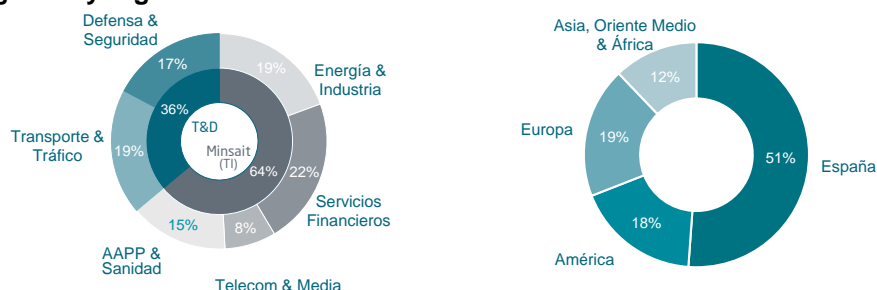 Defensa &
Seguridad
17%
19%
Energía &
Industria
36%
T&D
Transporte &
Tráfico
19%
Minsait
(TI)
64%
22%
Servicios
Financieros
15%
8%
AAPP &
Sanidad
Telecom & Media
Asia, Oriente Medio
& África
12%
Europa
19%
51%
España
18%
América